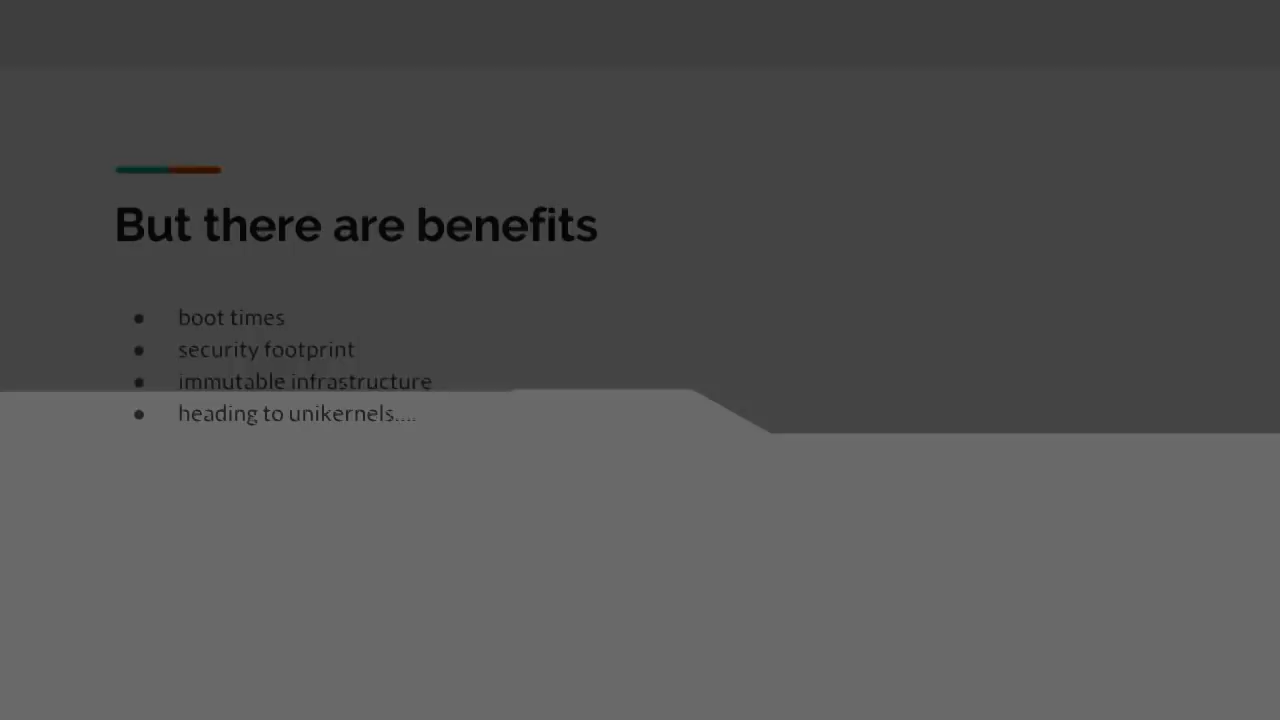 But there are benefits
● boot times
● security footprint
● immutable infrastructure
● heading to unikernels....